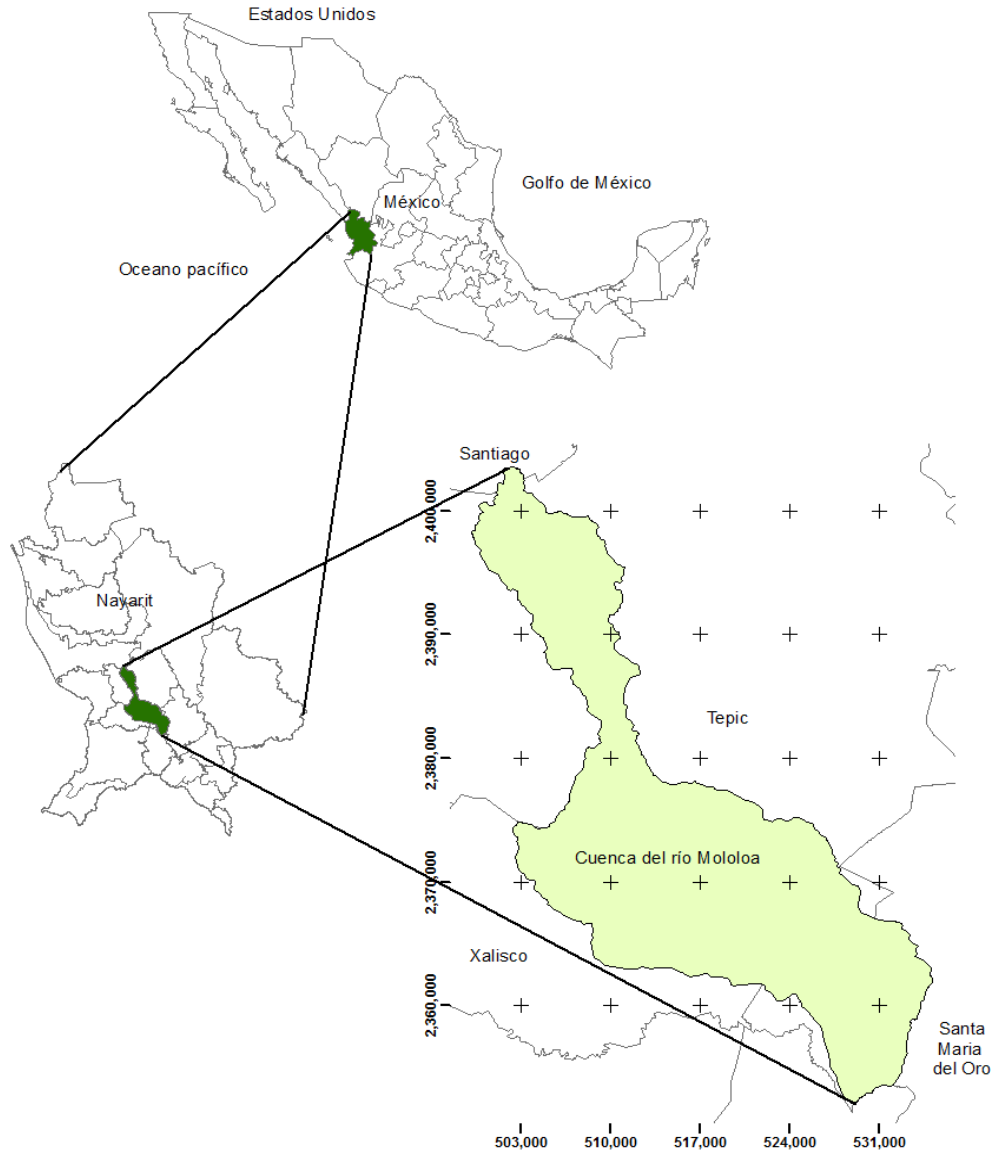 Estados Unidos
Golfo de México
México
Oceano pacífico
Santiago
2,400,000
Nayarit
2,390,000
Tepic
2,380,000
Cuenca del río Mololoa
2,370,000
Xalisco
2,360,000
Santa
Maria
del Oro
503,000
510,000
517,000
524,000
531,000